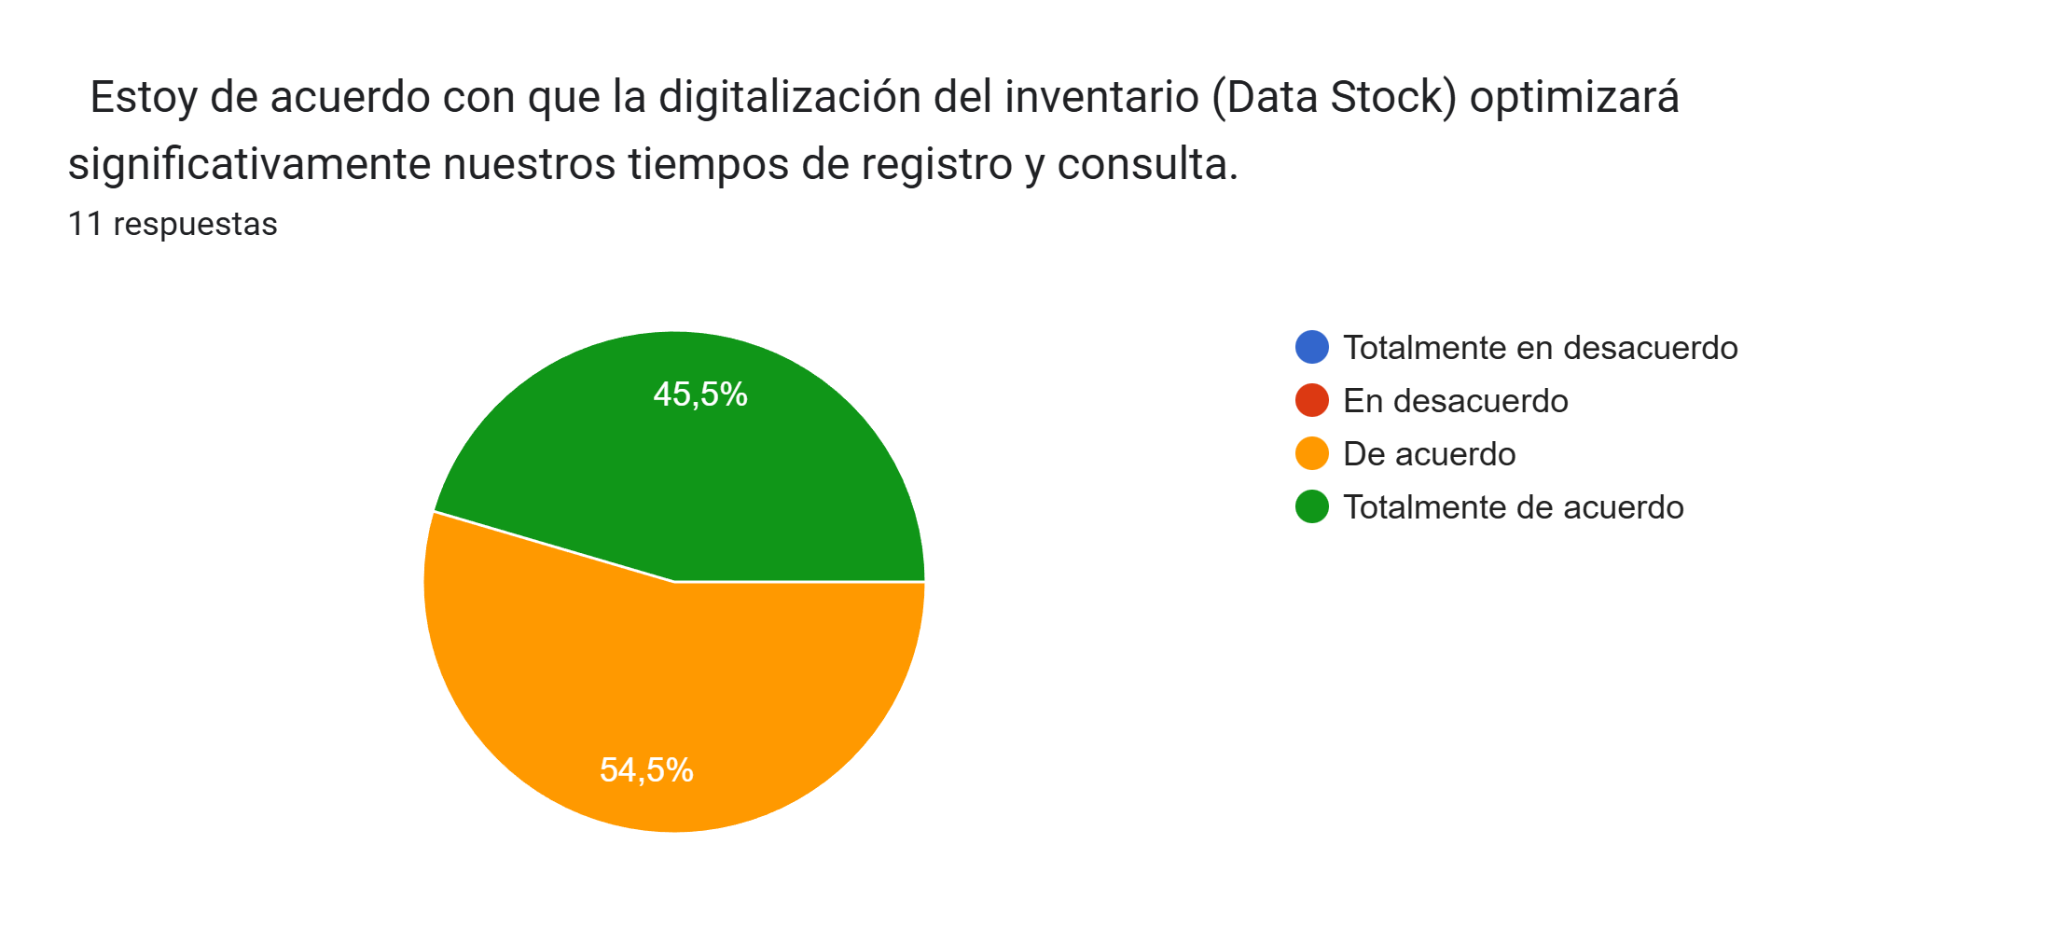 Estoy de acuerdo con que la digitalización del inventario (Data Stock) optimizará
significativamente nuestros tiempos de registro y consulta.
11 respuestas
45,5%
54,5%
Totalmente en desacuerdo
En desacuerdo
De acuerdo
Totalmente de acuerdo